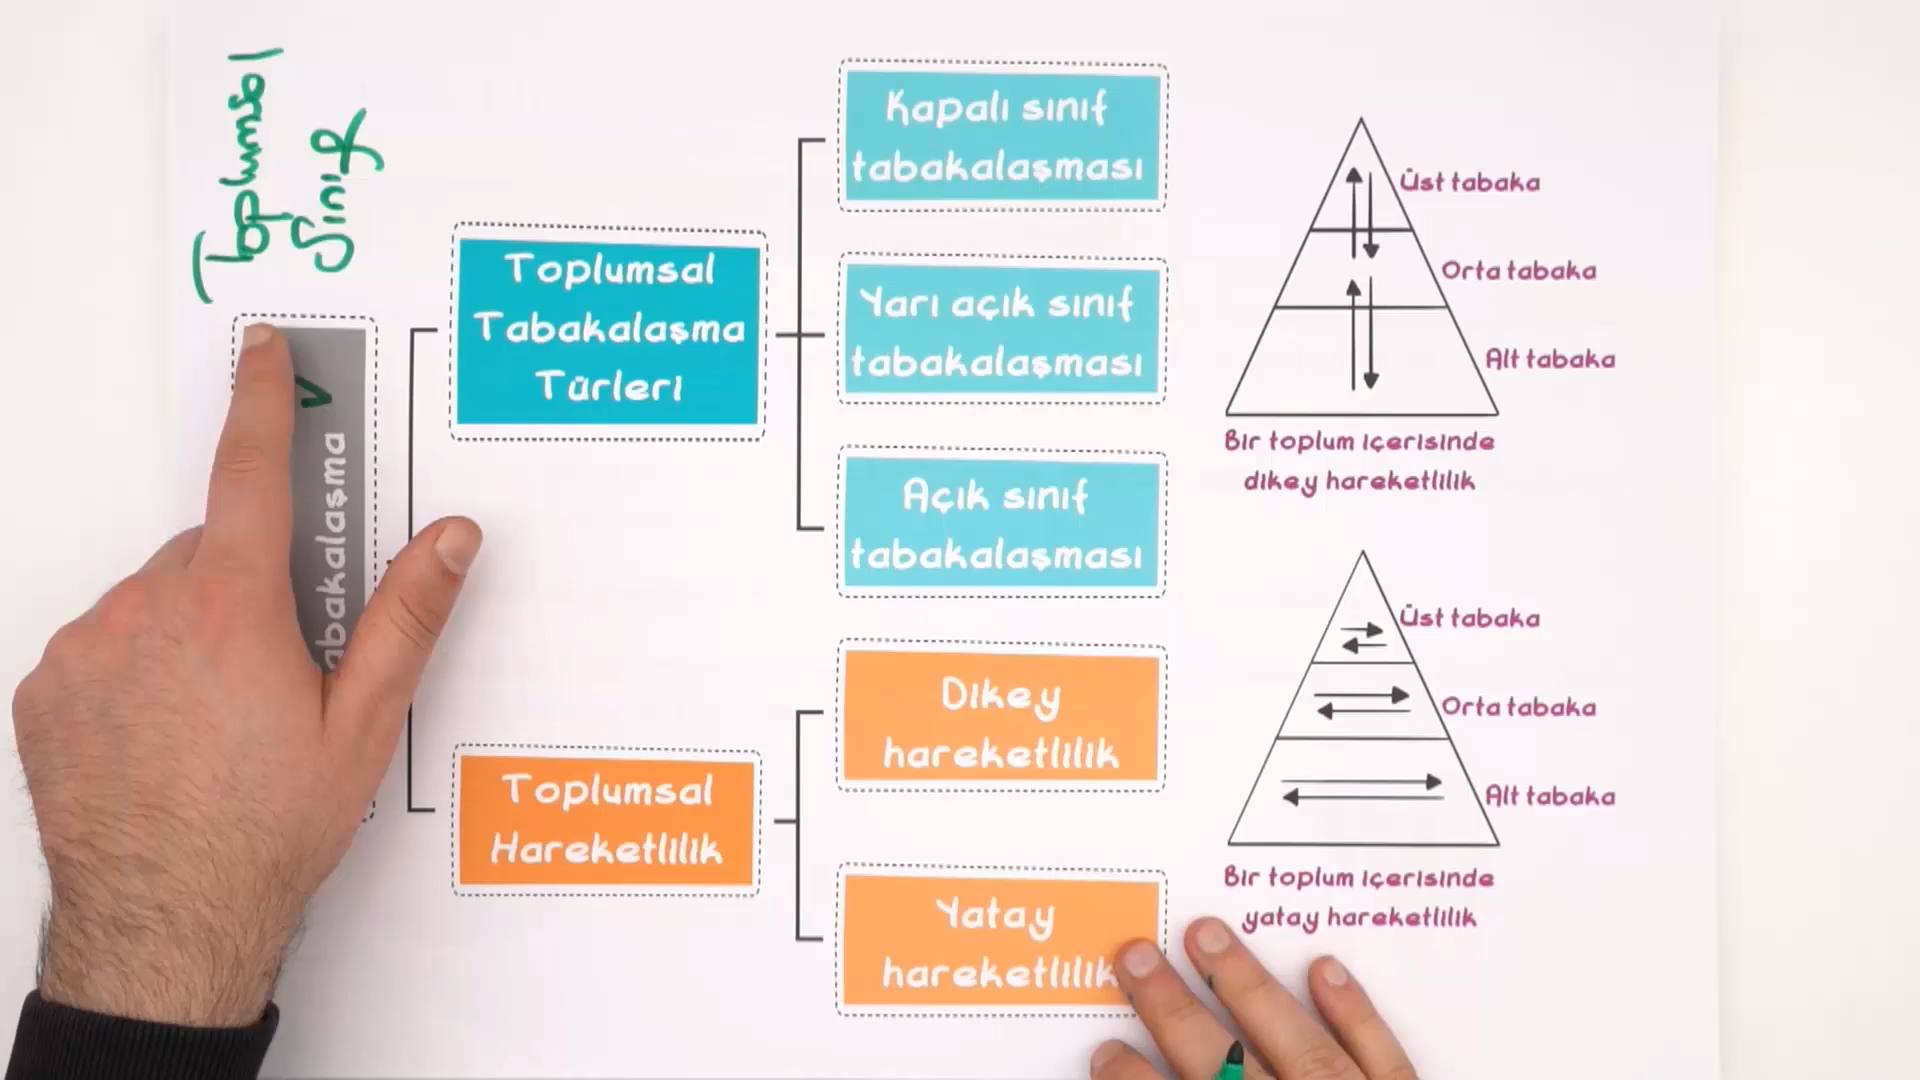 Toplumsal
Sınıf
Toplumsal
Tabakalaşma
Türleri
Kapalı sınıf
tabakalaşması
Yarı açık sınıf
tabakalaşması
Açık sınıf
tabakalaşması
Toplumsal
Hareketlilik
Dikey
hareketlilik
Yatay
hareketlilik
Üst tabaka
Orta tabaka
Alt tabaka
Bir toplum içerisinde
dikey hareketlilik
Üst tabaka
Orta tabaka
Alt tabaka
Bir toplum içerisinde
yatay hareketlilik